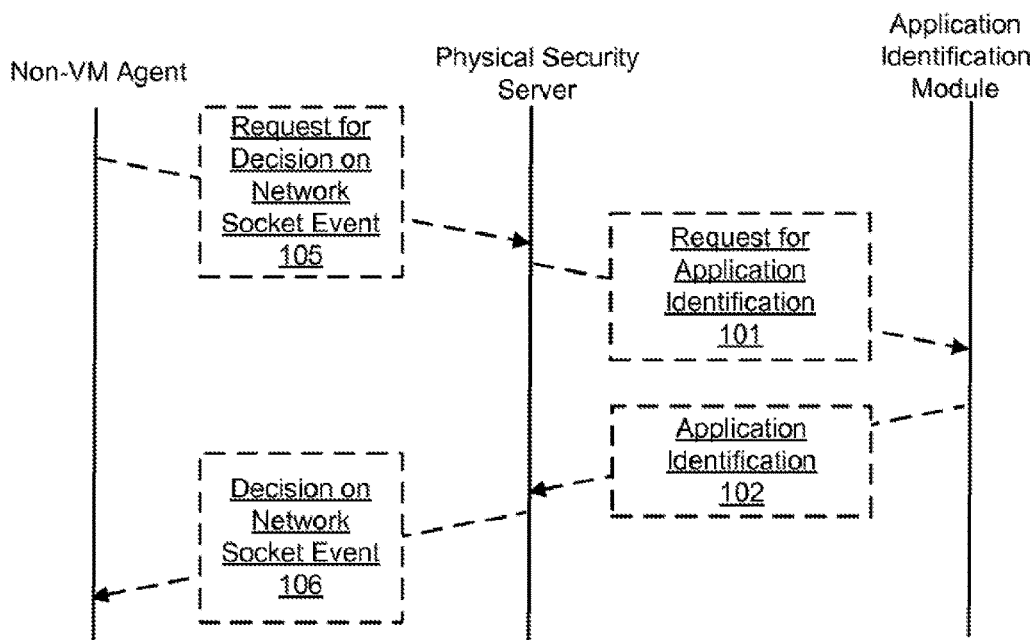 Non-VM Agent
Physical Security
Server
Application
Identification
Module
Request for
Decision on
Network
Socket Event
105
Request for
Application
Identification
101
Application
Identification
102
Decision on
Network
Socket Event
106